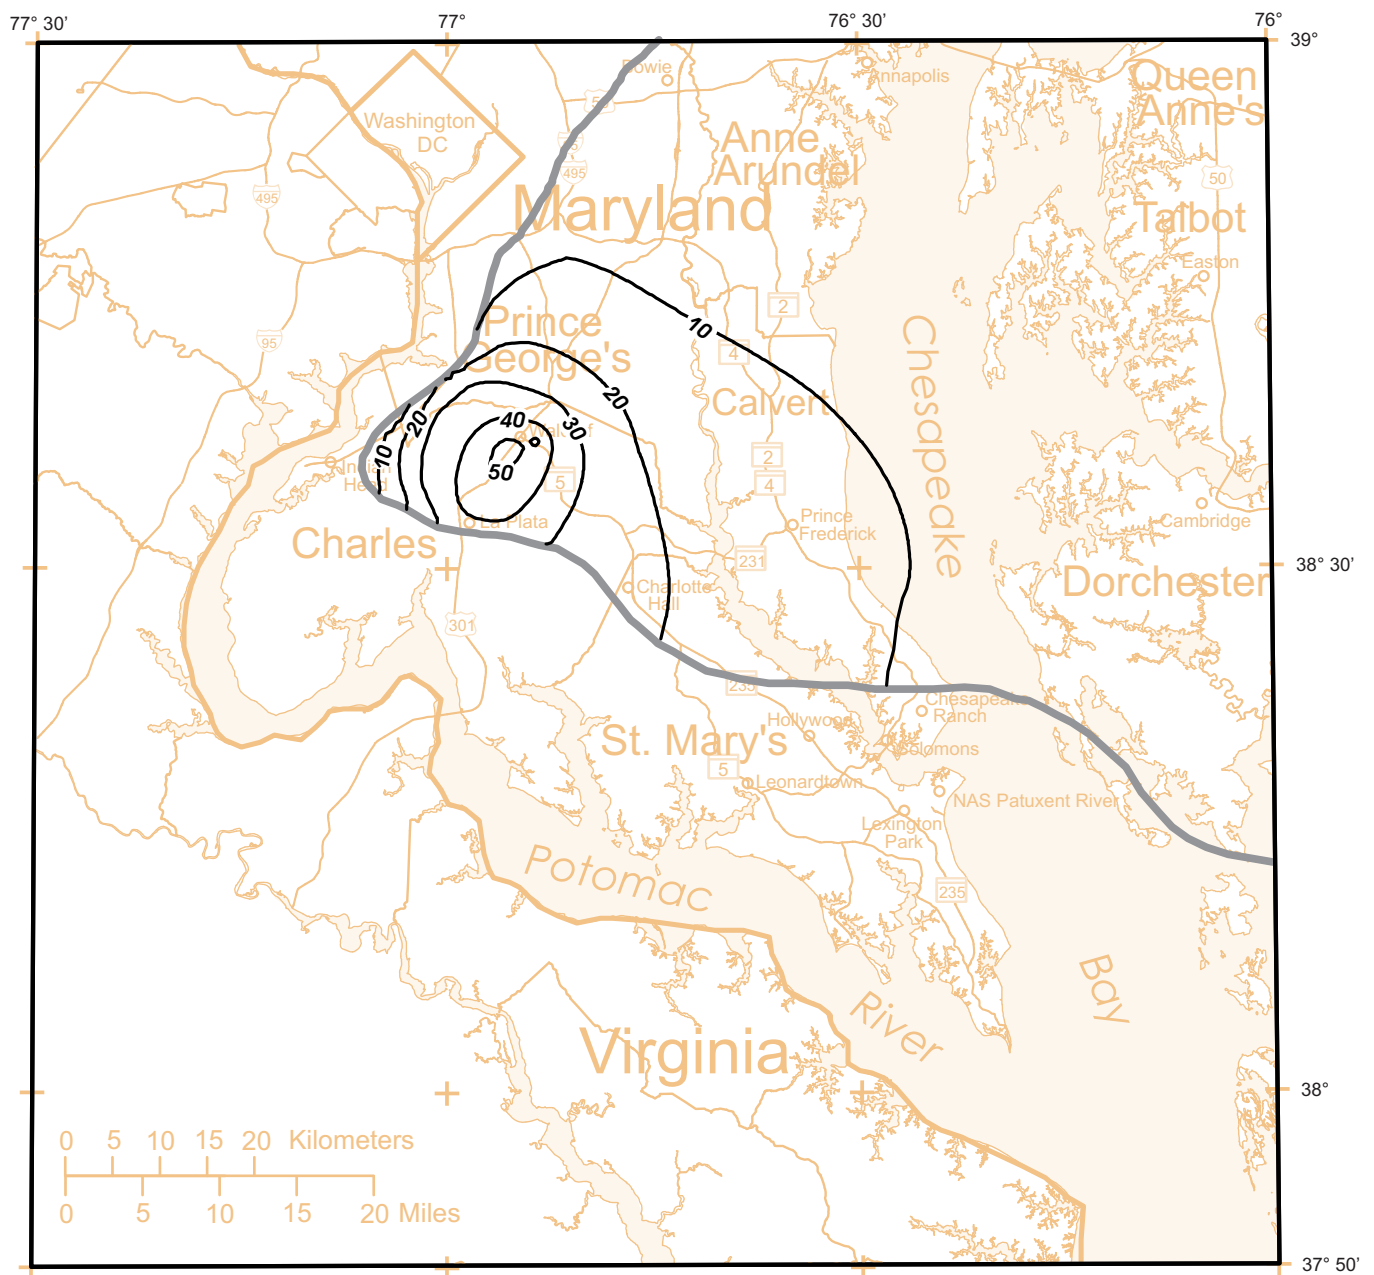 77° 30'
77°
76° 30'
76°
39°
Bowie
Annapolis
Queen
Anne's
50
Washington
DC
Anne
Arundel
495
495
50
Maryland
Talbot
Easton
2
Prince
George's
10
95
4
Chesapeake
20
Calvert
20
40
30
Waldorf
10
2
50
4
5
Indian
Head
Cambridge
La Plata
Prince
Frederick
Charles
231
38° 30'
Charlotte
Hall
Dorchester
301
235
Chesapeake
Ranch
Hollywood
St. Mary's
Solomons
5
Leonardtown
NAS Patuxent River
Lexington
Park
Potomac
235
Bay
River
Virginia
38°
0 5 10 15 20 Kilometers
0 5 10 15 20 Miles
37° 50'